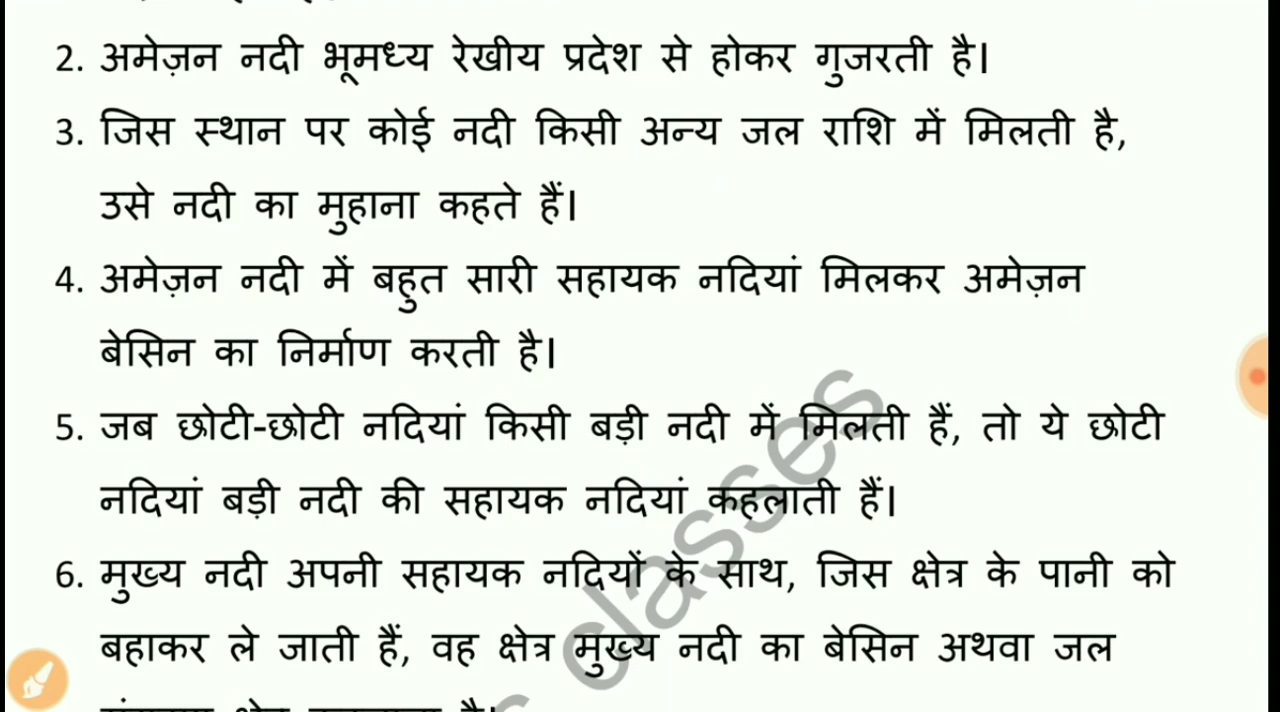 2. अमेज़न नदी भूमध्य रेखीय प्रदेश से होकर गुजरती है।
3. जिस स्थान पर कोई नदी किसी अन्य जल राशि में मिलती है,
उसे नदी का मुहाना कहते हैं।
4. अमेज़न नदी में बहुत सारी सहायक नदियां मिलकर अमेज़न
बेसिन का निर्माण करती है।
5. जब छोटी-छोटी नदियां किसी बड़ी नदी में मिलती हैं, तो ये छोटी
नदियां बड़ी नदी की सहायक नदियां कहलाती हैं।
6. मुख्य नदी अपनी सहायक नदियों के साथ, जिस क्षेत्र के पानी को
बहाकर ले जाती हैं, वह क्षेत्र मुख्य नदी का बेसिन अथवा जल
classes